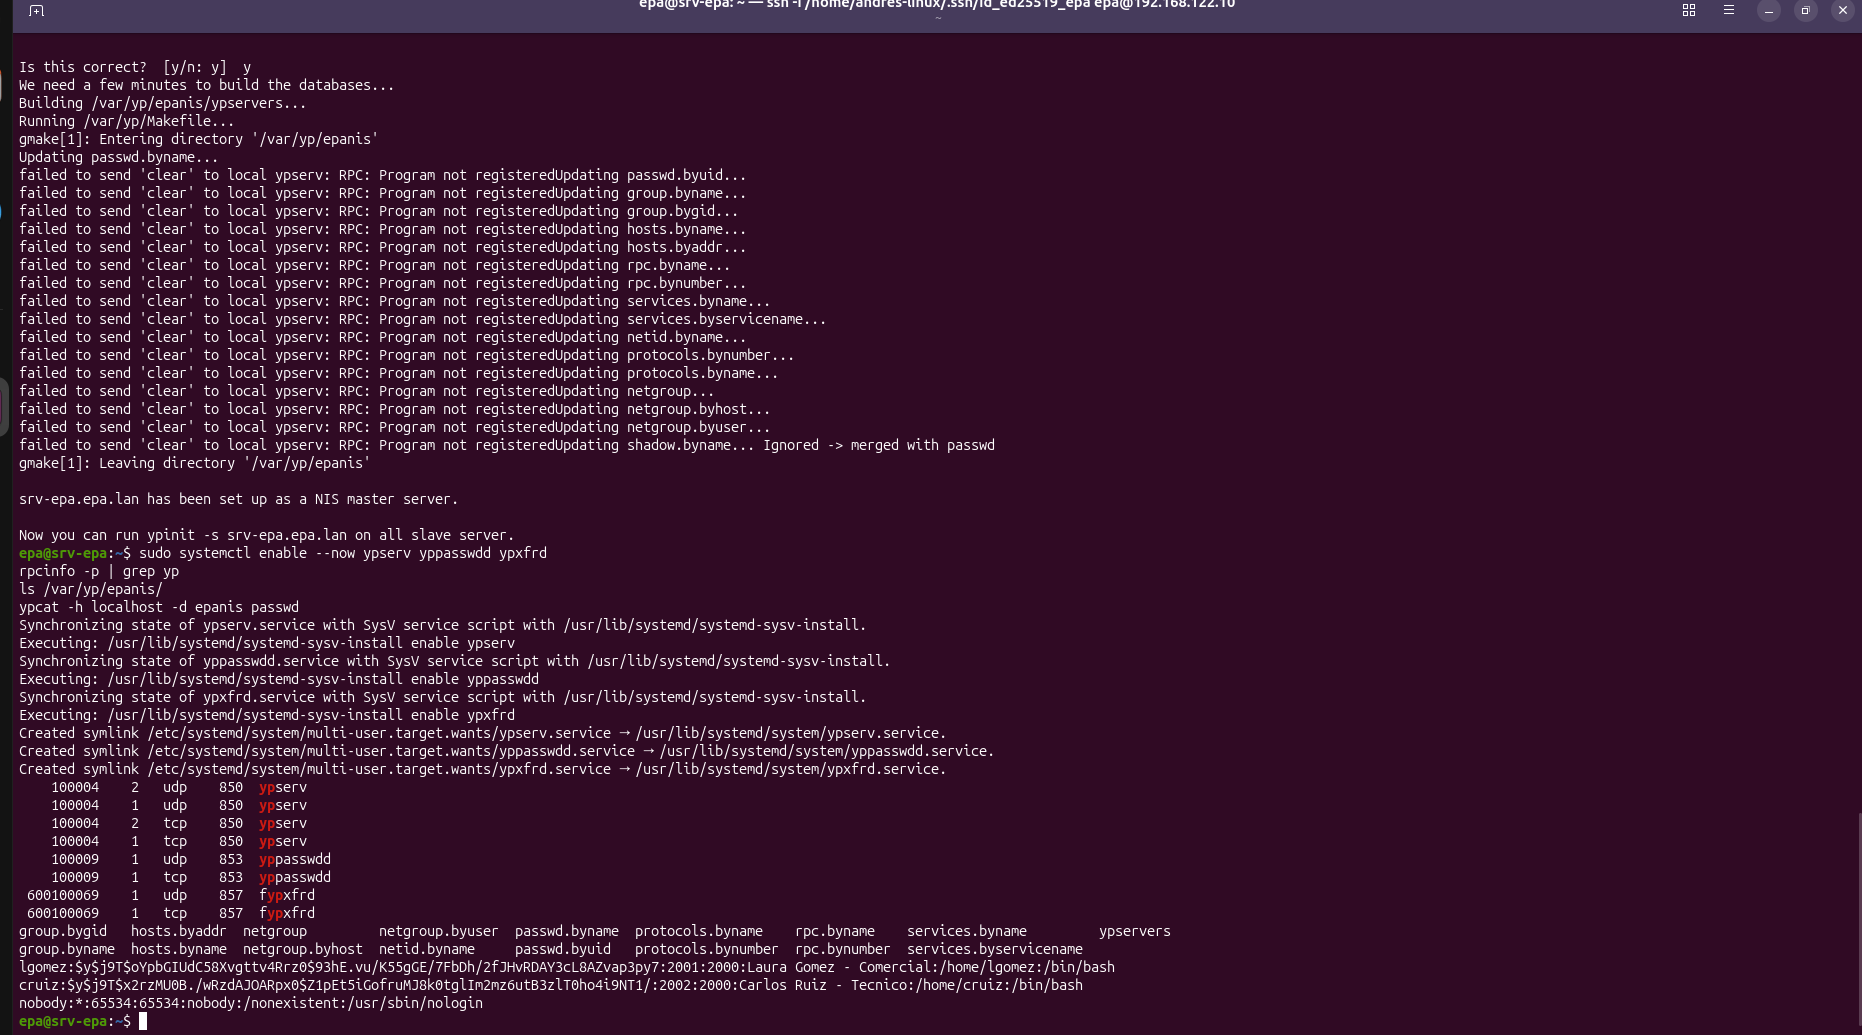 epa@srv-epa: ~ — ssh -i /home/andres-linux/.ssh/id_ed25519_epa epa@192.168.122.10
~
Is this correct?  [y/n: y]  y
We need a few minutes to build the databases...
Building /var/yp/epanis/ypservers...
Running /var/yp/Makefile...
gmake[1]: Entering directory '/var/yp/epanis'
Updating passwd.byname...
failed to send 'clear' to local ypserv: RPC: Program not registeredUpdating passwd.byuid...
failed to send 'clear' to local ypserv: RPC: Program not registeredUpdating group.byname...
failed to send 'clear' to local ypserv: RPC: Program not registeredUpdating group.bygid...
failed to send 'clear' to local ypserv: RPC: Program not registeredUpdating hosts.byname...
failed to send 'clear' to local ypserv: RPC: Program not registeredUpdating hosts.byaddr...
failed to send 'clear' to local ypserv: RPC: Program not registeredUpdating rpc.byname...
failed to send 'clear' to local ypserv: RPC: Program not registeredUpdating rpc.bynumber...
failed to send 'clear' to local ypserv: RPC: Program not registeredUpdating services.byname...
failed to send 'clear' to local ypserv: RPC: Program not registeredUpdating services.byservicename...
failed to send 'clear' to local ypserv: RPC: Program not registeredUpdating netid.byname...
failed to send 'clear' to local ypserv: RPC: Program not registeredUpdating protocols.bynumber...
failed to send 'clear' to local ypserv: RPC: Program not registeredUpdating protocols.byname...
failed to send 'clear' to local ypserv: RPC: Program not registeredUpdating netgroup...
failed to send 'clear' to local ypserv: RPC: Program not registeredUpdating netgroup.byhost...
failed to send 'clear' to local ypserv: RPC: Program not registeredUpdating netgroup.byuser...
failed to send 'clear' to local ypserv: RPC: Program not registeredUpdating shadow.byname... Ignored -> merged with passwd
gmake[1]: Leaving directory '/var/yp/epanis'
srv-epa.epa.lan has been set up as a NIS master server.
Now you can run ypinit -s srv-epa.epa.lan on all slave server.
epa@srv-epa:~$ sudo systemctl enable --now ypserv yppasswdd ypxfrd
rpcinfo -p | grep yp
ls /var/yp/epanis/
ypcat -h localhost -d epanis passwd
Synchronizing state of ypserv.service with SysV service script with /usr/lib/systemd/systemd-sysv-install.
Executing: /usr/lib/systemd/systemd-sysv-install enable ypserv
Synchronizing state of yppasswdd.service with SysV service script with /usr/lib/systemd/systemd-sysv-install.
Executing: /usr/lib/systemd/systemd-sysv-install enable yppasswdd
Synchronizing state of ypxfrd.service with SysV service script with /usr/lib/systemd/systemd-sysv-install.
Executing: /usr/lib/systemd/systemd-sysv-install enable ypxfrd
Created symlink /etc/systemd/system/multi-user.target.wants/ypserv.service → /usr/lib/systemd/system/ypserv.service.
Created symlink /etc/systemd/system/multi-user.target.wants/yppasswdd.service → /usr/lib/systemd/system/yppasswdd.service.
Created symlink /etc/systemd/system/multi-user.target.wants/ypxfrd.service → /usr/lib/systemd/system/ypxfrd.service.
    100004    2   udp    850  ypserv
    100004    1   udp    850  ypserv
    100004    2   tcp    850  ypserv
    100004    1   tcp    850  ypserv
    100009    1   udp    853  yppasswdd
    100009    1   tcp    853  yppasswdd
 600100069    1   udp    857  fypxfrd
 600100069    1   tcp    857  fypxfrd
group.bygid   hosts.byaddr  netgroup         netgroup.byuser  passwd.byname  protocols.byname    rpc.byname    services.byname         ypservers
group.byname  hosts.byname  netgroup.byhost  netid.byname     passwd.byuid   protocols.bynumber  rpc.bynumber  services.byservicename
lgomez:$y$j9T$oYpbGIUdC58Xvgttv4Rrz0$93hE.vu/K55gGE/7FbDh/2fJHvRDAY3cL8AZvap3py7:2001:2000:Laura Gomez - Comercial:/home/lgomez:/bin/bash
cruiz:$y$j9T$x2rzMU0B./wRzdAJOARpx0$Z1pEt5iGofruMJ8k0tglIm2mz6utB3zlT0ho4i9NT1/:2002:2000:Carlos Ruiz - Tecnico:/home/cruiz:/bin/bash
nobody:*:65534:65534:nobody:/nonexistent:/usr/sbin/nologin
epa@srv-epa:~$